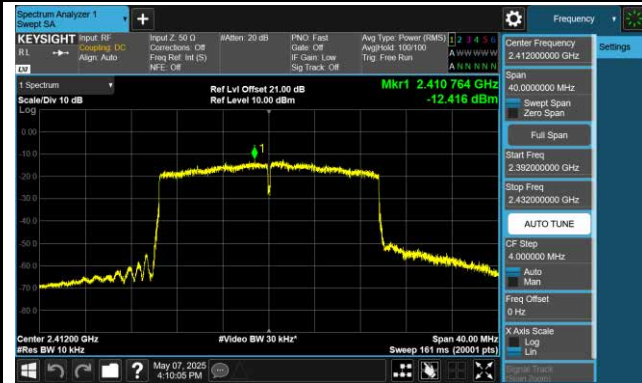 Spectrum Analyzer 1
Swept SA
+
Frequency
KEYSIGHT
RL
LXI
Input: RF
Coupling: DC
Align: Auto
Input Z: 50 Ω
Corrections: Off
Freq Ref: Int (S)
NFE: Off
#Atten: 20 dB
PNO: Fast
Gate: Off
IF Gain: Low
Sig Track: Off
Avg Type: Power (RMS)
Avg|Hold: 100/100
Trig: Free Run
1 2 3 4 5 6
A W W W W W
A N N N N N
1 Spectrum
Scale/Div 10 dB
Log
Ref Lvl Offset 21.00 dB
Ref Level 10.00 dBm
Mkr1 2.410 764 GHz
-12.416 dBm
0.00
-10.0
-20.0
-30.0
-40.0
-50.0
-60.0
-70.0
-80.0
1
Center 2.41200 GHz
#Res BW 10 kHz
#Video BW 30 kHz*
Span 40.00 MHz
Sweep 161 ms (20001 pts)
May 07, 2025
4:10:05 PM
?
Center Frequency
2.412000000 GHz
Span
40.0000000 MHz
Swept Span
Zero Span
Full Span
Start Freq
2.392000000 GHz
Stop Freq
2.432000000 GHz
AUTO TUNE
CF Step
4.000000 MHz
Auto
Man
Freq Offset
0 Hz
X Axis Scale
Log
Lin
Signal Track
(Span Zoom)
Settings